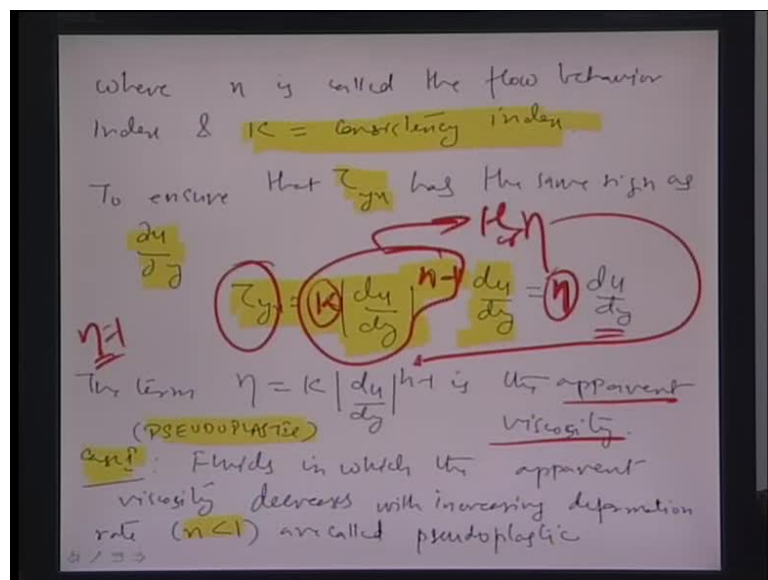 where n is called the flow behavior
Index & K = consistency index
To ensure that τyx has the same sign as
∂u/∂y
μeff η
τyx = K |du/dy|^n-1 du/dy = η du/dy
n=1
The term η = K |du/dy|^n-1 is the apparent
(PSEUDOPLASTIC) viscosity.
Case I : Fluids in which the apparent
viscosity decreases with increasing deformation
rate (n<1) are called pseudoplastic